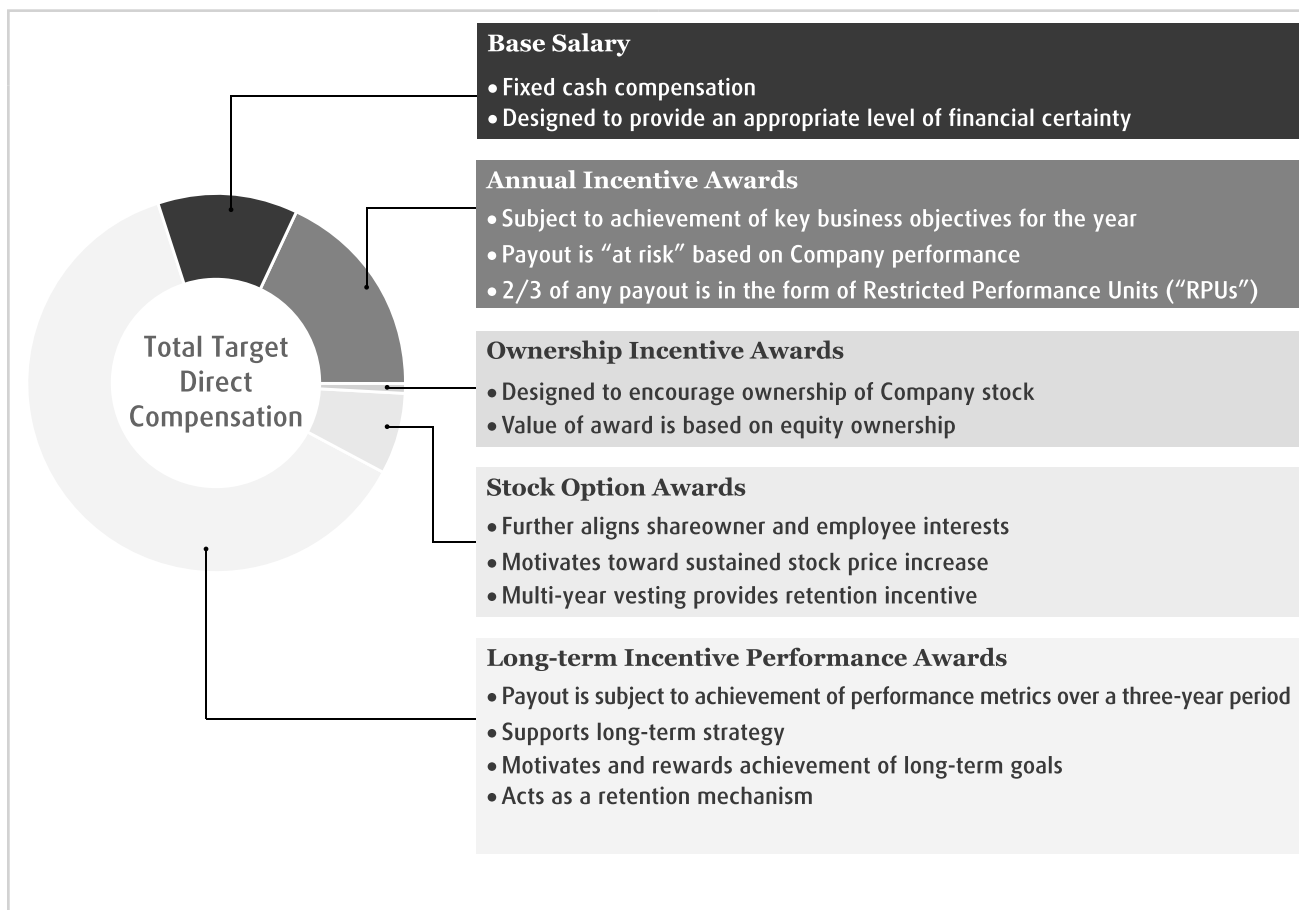 Base Salary
• Fixed cash compensation
• Designed to provide an appropriate level of financial certainty
Annual Incentive Awards
• Subject to achievement of key business objectives for the year
• Payout is “at risk” based on Company performance
• 2/3 of any payout is in the form of Restricted Performance Units (“RPUs”)
Total Target
Direct
Compensation
Ownership Incentive Awards
• Designed to encourage ownership of Company stock
• Value of award is based on equity ownership
Stock Option Awards
• Further aligns shareowner and employee interests
• Motivates toward sustained stock price increase
• Multi-year vesting provides retention incentive
Long-term Incentive Performance Awards
• Payout is subject to achievement of performance metrics over a three-year period
• Supports long-term strategy
• Motivates and rewards achievement of long-term goals
• Acts as a retention mechanism